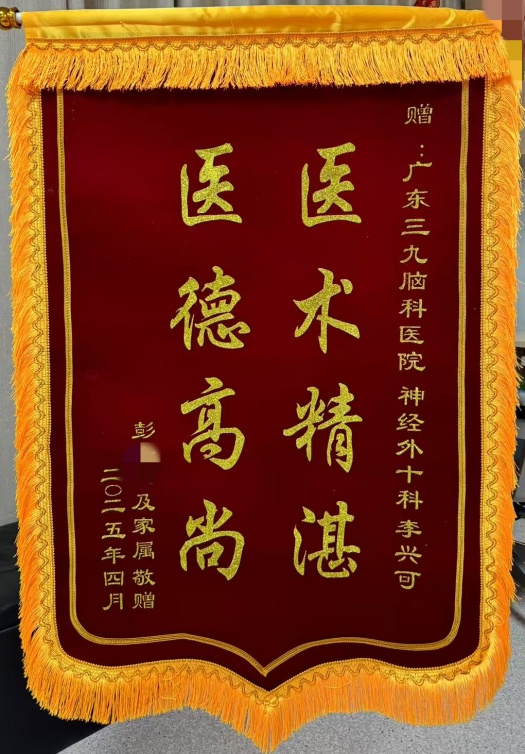 赠：广东三九脑科医院 神经外十科李兴可
医术精湛
医德高尚
彭 及家属敬赠
二〇二五年四月